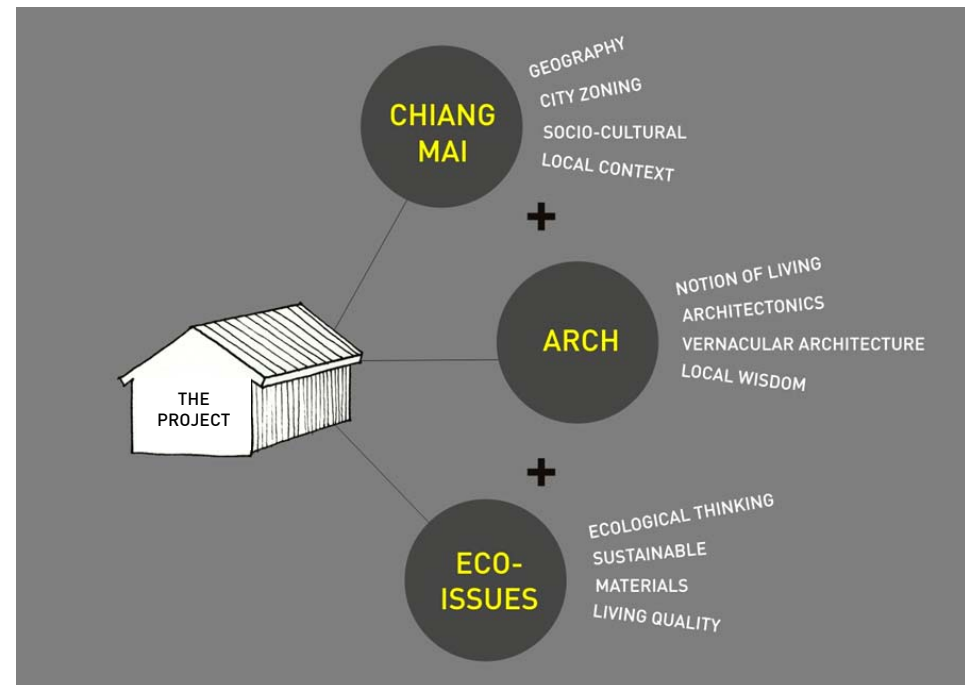 CHIANG
MAI
GEOGRAPHY
CITY ZONING
SOCIO-CULTURAL
LOCAL CONTEXT
+
THE
PROJECT
ARCH
NOTION OF LIVING
ARCHITECTONICS
VERNACULAR ARCHITECTURE
LOCAL WISDOM
+
ECO-
ISSUES
ECOLOGICAL THINKING
SUSTAINABLE
MATERIALS
LIVING QUALITY